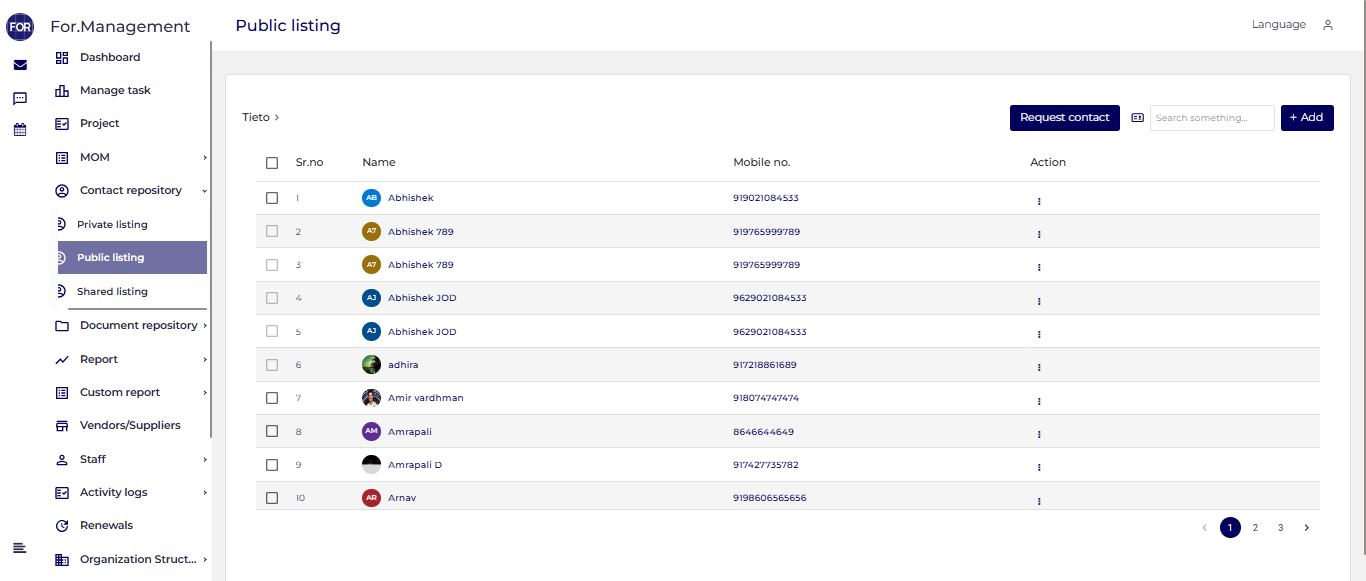 FOR For.Management
Public listing
Language
Dashboard
Manage task
Project
MOM
Contact repository
Private listing
Public listing
Shared listing
Document repository
Report
Custom report
Vendors/Suppliers
Staff
Activity logs
Renewals
Organization Struct...
Tieto >
Request contact
Search something...
+ Add
Sr.no Name Mobile no. Action
1 AB Abhishek 919021084533
2 A7 Abhishek 789 919765999789
3 A7 Abhishek 789 919765999789
4 AJ Abhishek JOD 9629021084533
5 AJ Abhishek JOD 9629021084533
6 adhira 917218861689
7 Amir vardhman 918074747474
8 AM Amrapali 8646644649
9 Amrapali D 917427735782
10 AR Arnav 9198606565656
< 1 2 3 >